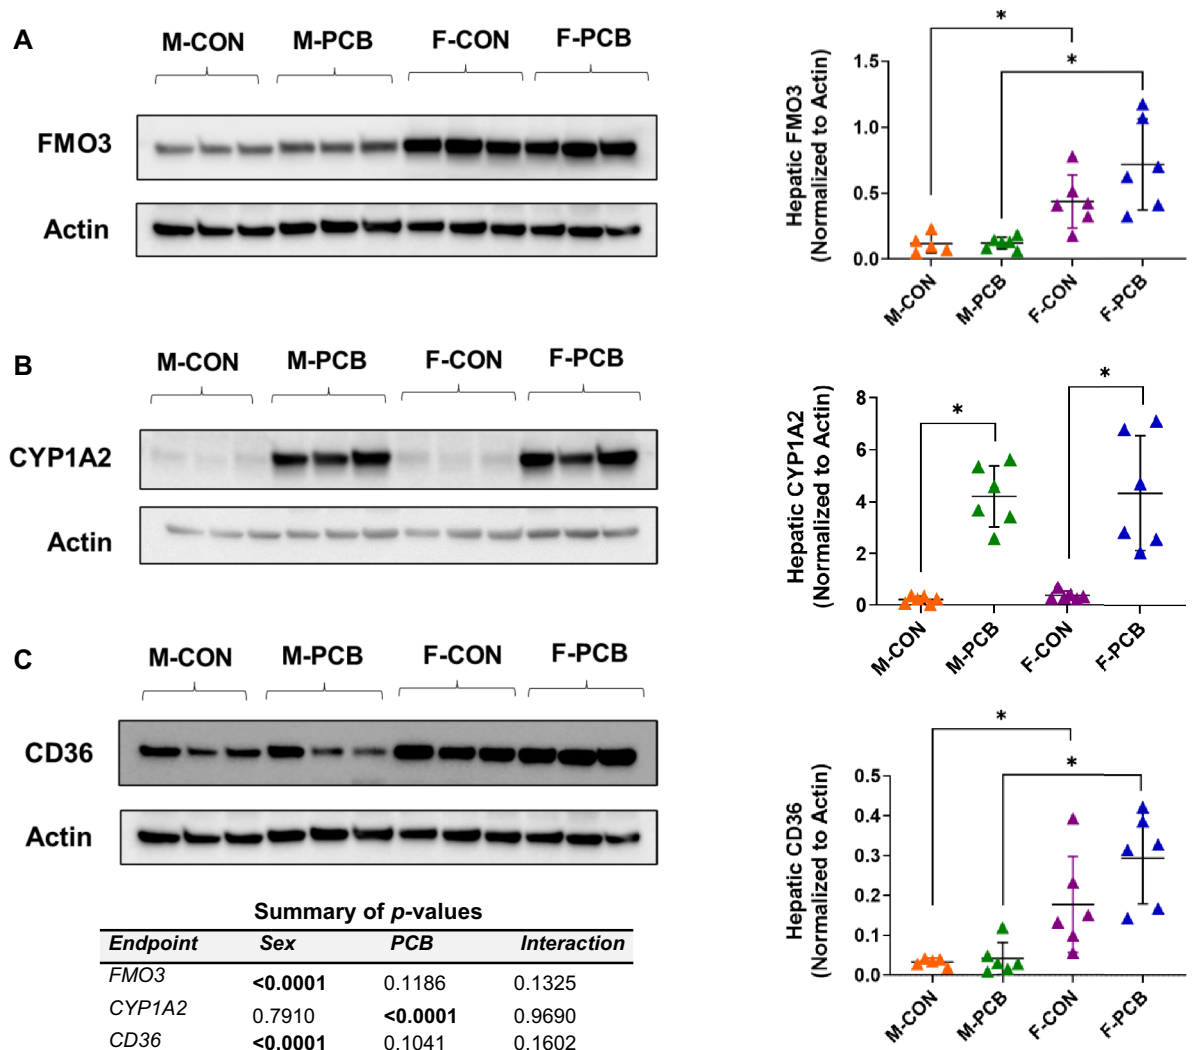 A
M-CON M-PCB F-CON F-PCB
FMO3
Actin
*
*
Hepatic FMO3
(Normalized to Actin)
1.5
1.0
0.5
0.0
M-CON M-PCB F-CON F-PCB
B
M-CON M-PCB F-CON F-PCB
CYP1A2
Actin
*
*
Hepatic CYP1A2
(Normalized to Actin)
8
6
4
2
0
M-CON M-PCB F-CON F-PCB
C
M-CON M-PCB F-CON F-PCB
CD36
Actin
*
*
Hepatic CD36
(Normalized to Actin)
0.5
0.4
0.3
0.2
0.1
0.0
M-CON M-PCB F-CON F-PCB
Summary of p-values
Endpoint Sex PCB Interaction
FMO3 <0.0001 0.1186 0.1325
CYP1A2 0.7910 <0.0001 0.9690
CD36 <0.0001 0.1041 0.1602